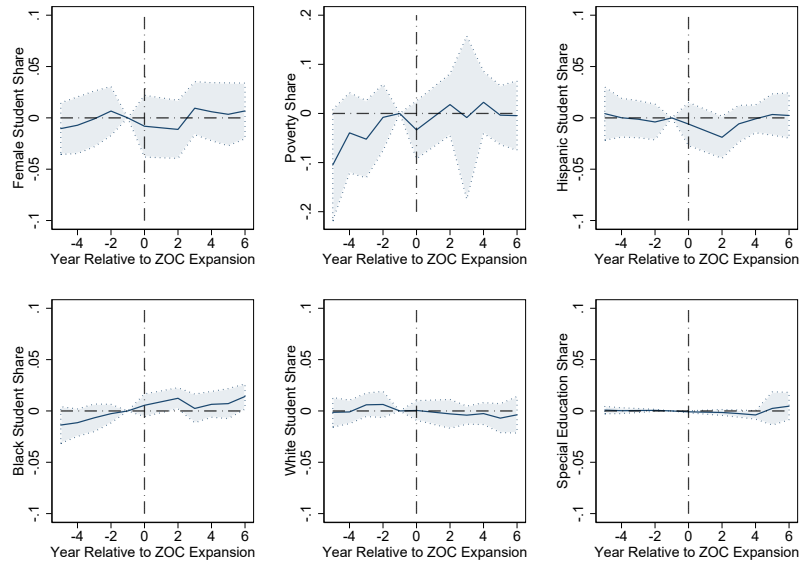 Female Student Share
.1
.05
0
-.05
-.1
-4 -2 0 2 4 6
Year Relative to ZOC Expansion
Poverty Share
.2
.1
0
-.1
-.2
-4 -2 0 2 4 6
Year Relative to ZOC Expansion
Hispanic Student Share
.1
.05
0
-.05
-.1
-4 -2 0 2 4 6
Year Relative to ZOC Expansion
Black Student Share
.1
.05
0
-.05
-.1
-4 -2 0 2 4 6
Year Relative to ZOC Expansion
White Student Share
.1
.05
0
-.05
-.1
-4 -2 0 2 4 6
Year Relative to ZOC Expansion
Special Education Share
.1
.05
0
-.05
-.1
-4 -2 0 2 4 6
Year Relative to ZOC Expansion